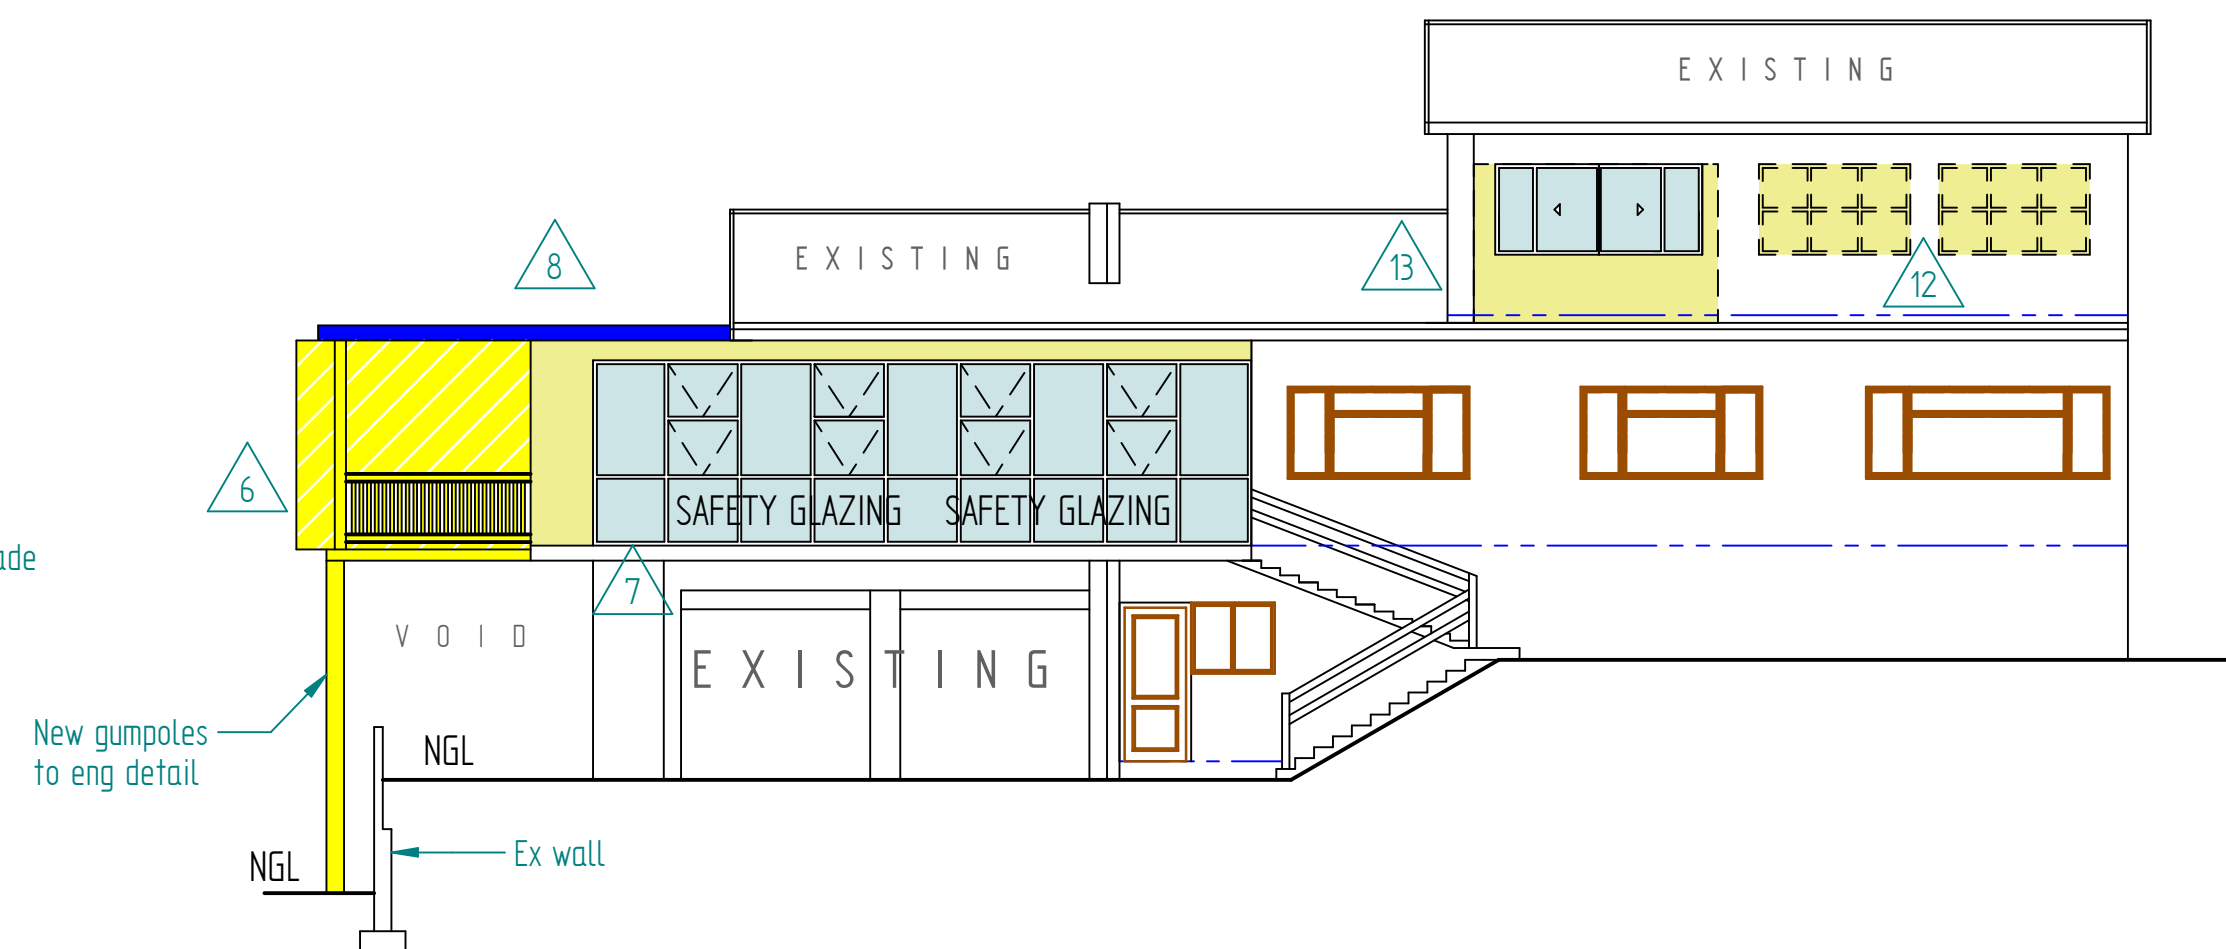 EXISTING
EXISTING
8
13
12
6
SAFETY GLAZING SAFETY GLAZING
7
VOID
EXISTING
New gumpoles
to eng detail
NGL
Ex wall
NGL